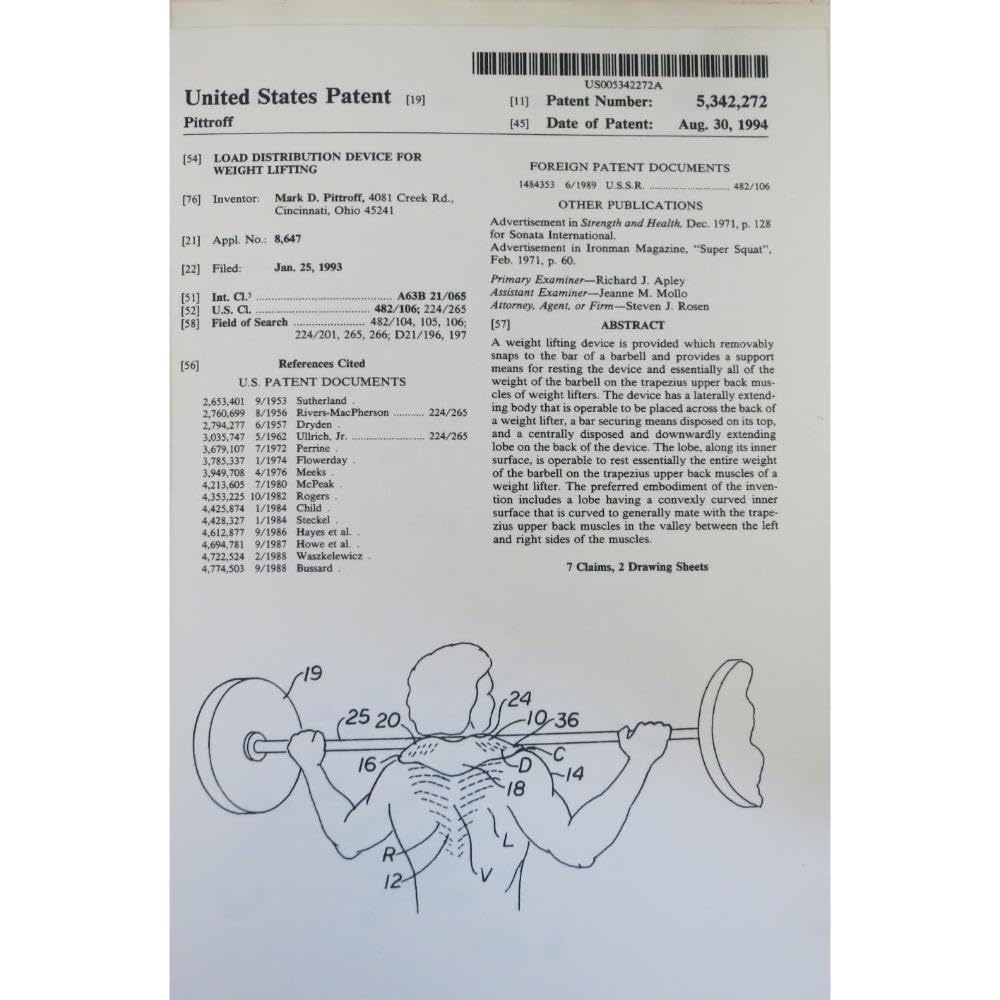 US005342272A
United States Patent [19]
[11] Patent Number: 5,342,272
Pittroff
[45] Date of Patent: Aug. 30, 1994
[54] LOAD DISTRIBUTION DEVICE FOR
WEIGHT LIFTING
[76] Inventor: Mark D. Pittroff, 4081 Creek Rd.,
Cincinnati, Ohio 45241
[21] Appl. No.: 8,647
[22] Filed: Jan. 25, 1993
[51] Int. Cl.⁵ .................................. A63B 21/065
[52] U.S. Cl. .............................. 482/106; 224/265
[58] Field of Search .................. 482/104, 105, 106;
224/201, 265, 266; D21/196, 197
[56] References Cited
U.S. PATENT DOCUMENTS
2,653,401 9/1953 Sutherland .
2,760,699 8/1956 Rivers-MacPherson ........... 224/265
2,794,277 6/1957 Dryden .
3,035,747 5/1962 Ullrich, Jr. ........................... 224/265
3,679,107 7/1972 Perrine .
3,785,337 1/1974 Flowerday .
3,949,708 4/1976 Meeks .
4,213,605 7/1980 McPeak .
4,353,225 10/1982 Rogers .
4,425,874 1/1984 Child .
4,428,327 1/1984 Steckel .
4,612,877 9/1986 Hayes et al. .
4,694,781 9/1987 Howe et al. .
4,722,524 2/1988 Waszkelewicz .
4,774,503 9/1988 Bussard .
FOREIGN PATENT DOCUMENTS
1484353 6/1989 U.S.S.R. ............................ 482/106
OTHER PUBLICATIONS
Advertisement in Strength and Health, Dec. 1971, p. 128
for Sonata International.
Advertisement in Ironman Magazine, "Super Squat",
Feb. 1971, p. 60.
Primary Examiner—Richard J. Apley
Assistant Examiner—Jeanne M. Mollo
Attorney, Agent, or Firm—Steven J. Rosen
[57] ABSTRACT
A weight lifting device is provided which removably
snaps to the bar of a barbell and provides a support
means for resting the device and essentially all of the
weight of the barbell on the trapezius upper back mus-
cles of weight lifters. The device has a laterally extend-
ing body that is operable to be placed across the back of
a weight lifter, a bar securing means disposed on its top,
and a centrally disposed and downwardly extending
lobe on the back of the device. The lobe, along its inner
surface, is operable to rest essentially the entire weight
of the barbell on the trapezius upper back muscles of a
weight lifter. The preferred embodiment of the inven-
tion includes a lobe having a convexly curved inner
surface that is curved to generally mate with the trape-
zius upper back muscles in the valley between the left
and right sides of the muscles.
7 Claims, 2 Drawing Sheets
19
24
25 20 10 36
16 D C
18 14
R L
12 V